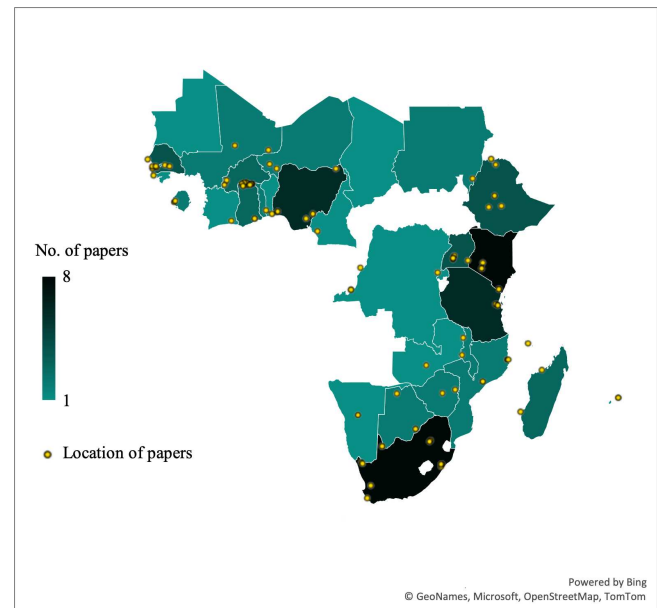 No. of papers
8
1
Location of papers
Powered by Bing
© GeoNames, Microsoft, OpenStreetMap, TomTom